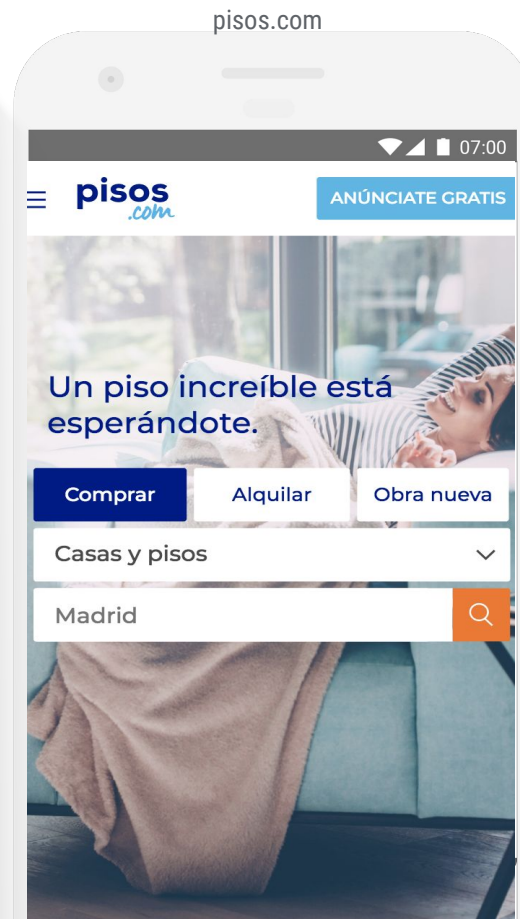 pisos.com
07:00
pisos
.com
ANÚNCIATE GRATIS
Un piso increíble está
esperándote.
Comprar
Alquilar
Obra nueva
Casas y pisos
Madrid